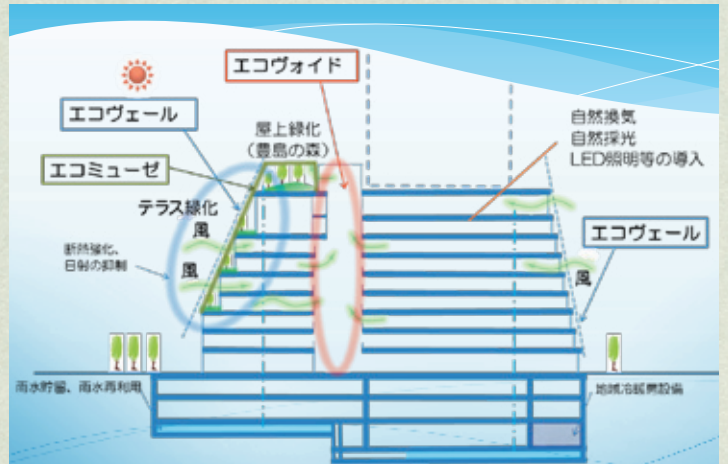 エコヴォイド
エコヴェール
屋上緑化
(豊島の森)
エコミューゼ
テラス緑化
風
断熱強化、
日射の抑制
風
自然換気
自然採光
LED照明等の導入
エコヴェール
風
雨水貯留、雨水再利用
地域冷暖房設備